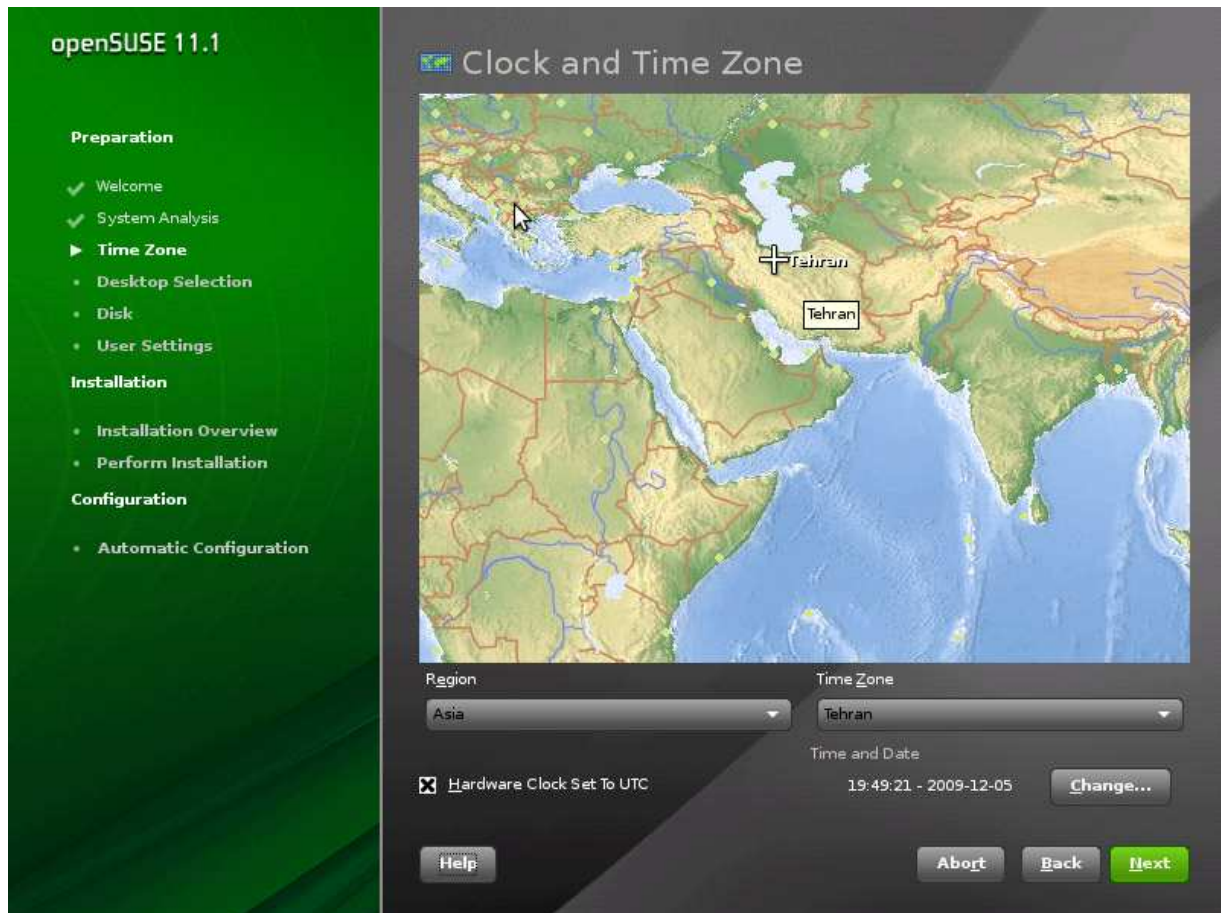 openSUSE 11.1
Preparation
Welcome
System Analysis
Time Zone
Desktop Selection
Disk
User Settings
Installation
Installation Overview
Perform Installation
Configuration
Automatic Configuration
Clock and Time Zone
Tehran
Tehran
Region
Time Zone
Asia
Tehran
Time and Date
Hardware Clock Set To UTC
19:49:21 - 2009-12-05
Change...
Help
Abort
Back
Next